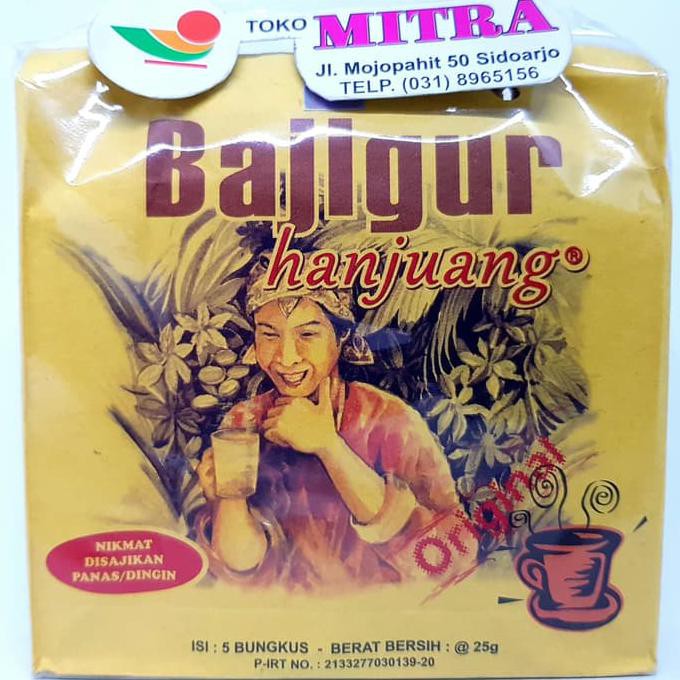 TOKO MITRA
Jl. Mojopahit 50 Sidoarjo
TELP. (031) 8965156
Bajigur
hanjuang®
Original
NIKMAT
DISAJIKAN
PANAS/DINGIN
ISI : 5 BUNGKUS - BERAT BERSIH : @ 25g
P-IRT NO. : 2133277030139-20